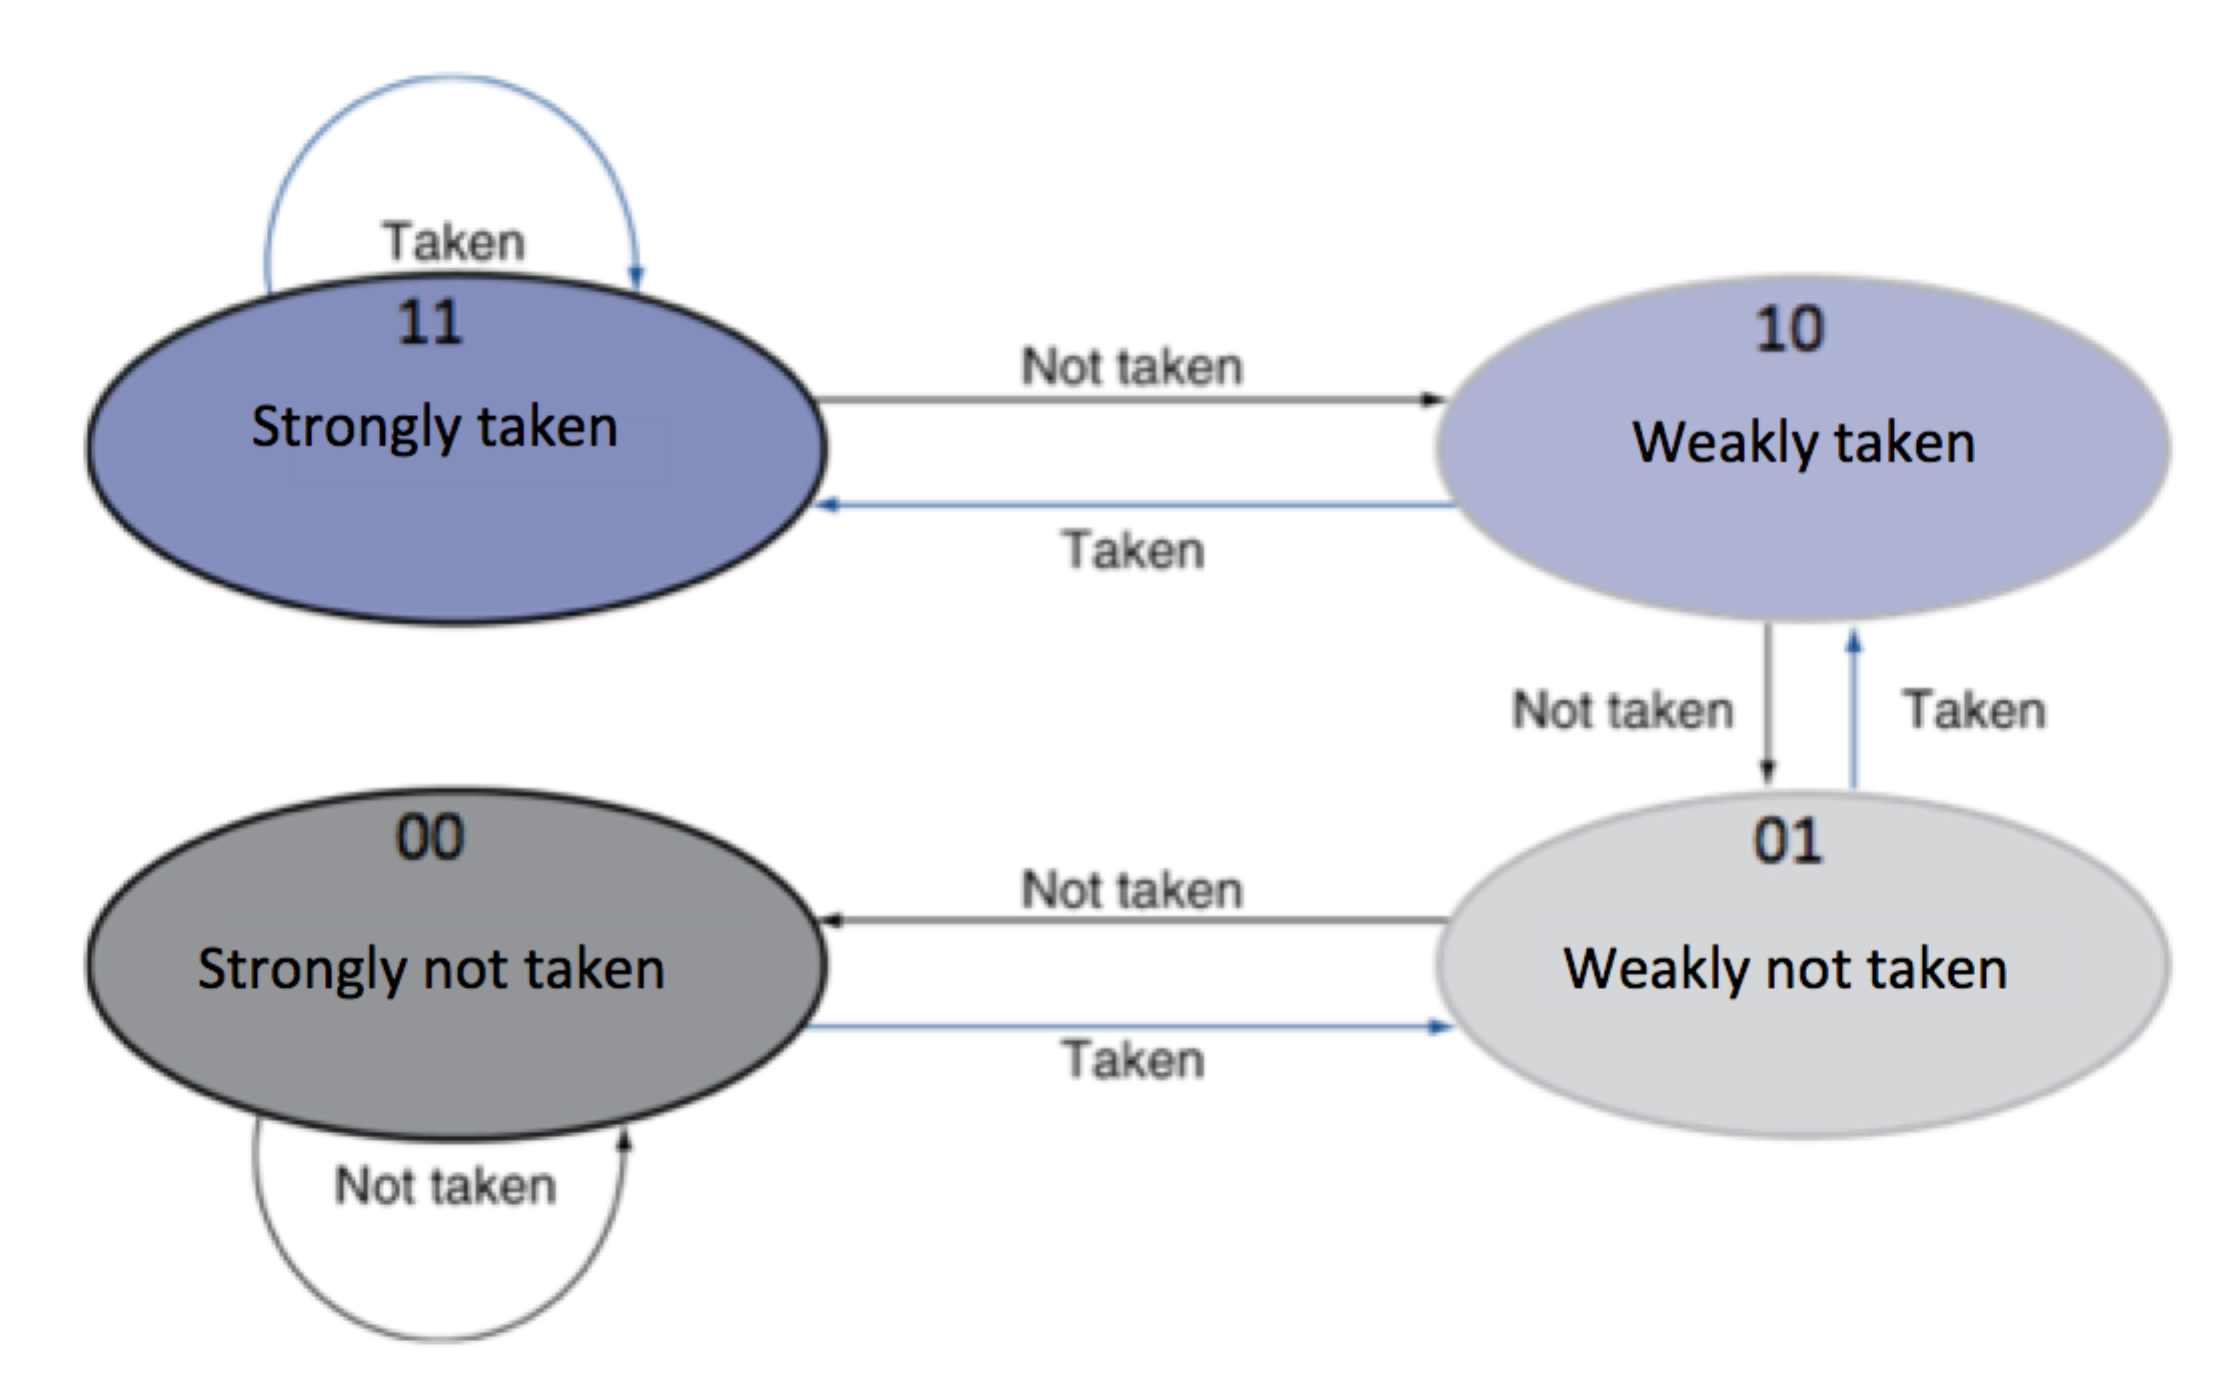 Taken
11
Strongly taken
Not taken
Taken
10
Weakly taken
Not taken
Taken
00
Strongly not taken
Not taken
Taken
01
Weakly not taken
Not taken